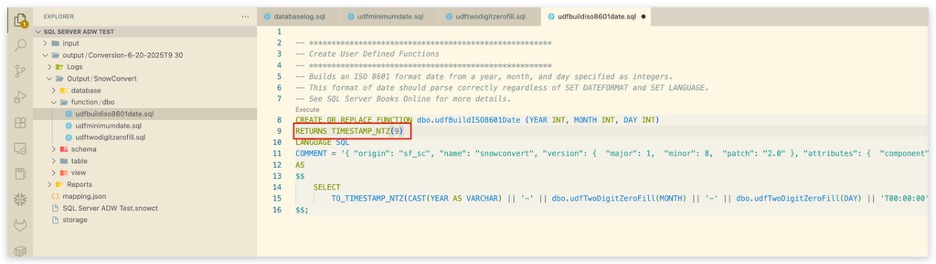 EXPLORER
SQL SERVER ADW TEST
input
output/Conversion-6-20-2025T9 30
Logs
Output/SnowConvert
database
function/dbo
udfbuildiso8601date.sql
udfminimumdate.sql
udftwodigitzerofill.sql
schema
table
view
Reports
mapping.json
SQL Server ADW Test.snowct
storage
databaselog.sql udfminimumdate.sql udftwodigitzerofill.sql udfbuildiso8601date.sql
1
2 -- ******************************************************
3 -- Create User Defined Functions
4 -- ******************************************************
5 -- Builds an ISO 8601 format date from a year, month, and day specified as integers.
6 -- This format of date should parse correctly regardless of SET DATEFORMAT and SET LANGUAGE.
7 -- See SQL Server Books Online for more details.
Execute
8 CREATE OR REPLACE FUNCTION dbo.udfBuildISO8601Date (YEAR INT, MONTH INT, DAY INT)
9 RETURNS TIMESTAMP_NTZ(9)
10 LANGUAGE SQL
11 COMMENT = '{ "origin": "sf_sc", "name": "snowconvert", "version": { "major": 1, "minor": 8, "patch": "2.0" }, "attributes": { "component"
12 AS
13 $$
14 SELECT
15 TO_TIMESTAMP_NTZ(CAST(YEAR AS VARCHAR) || '-' || dbo.udfTwoDigitZeroFill(MONTH) || '-' || dbo.udfTwoDigitZeroFill(DAY) || 'T00:00:00'
16 $$;